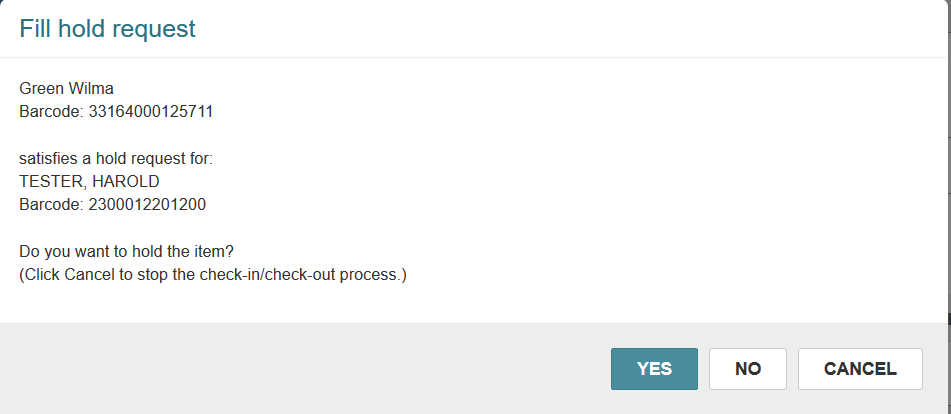 Fill hold request
Green Wilma
Barcode: 33164000125711
satisfies a hold request for:
TESTER, HAROLD
Barcode: 2300012201200
Do you want to hold the item?
(Click Cancel to stop the check-in/check-out process.)
YES NO CANCEL